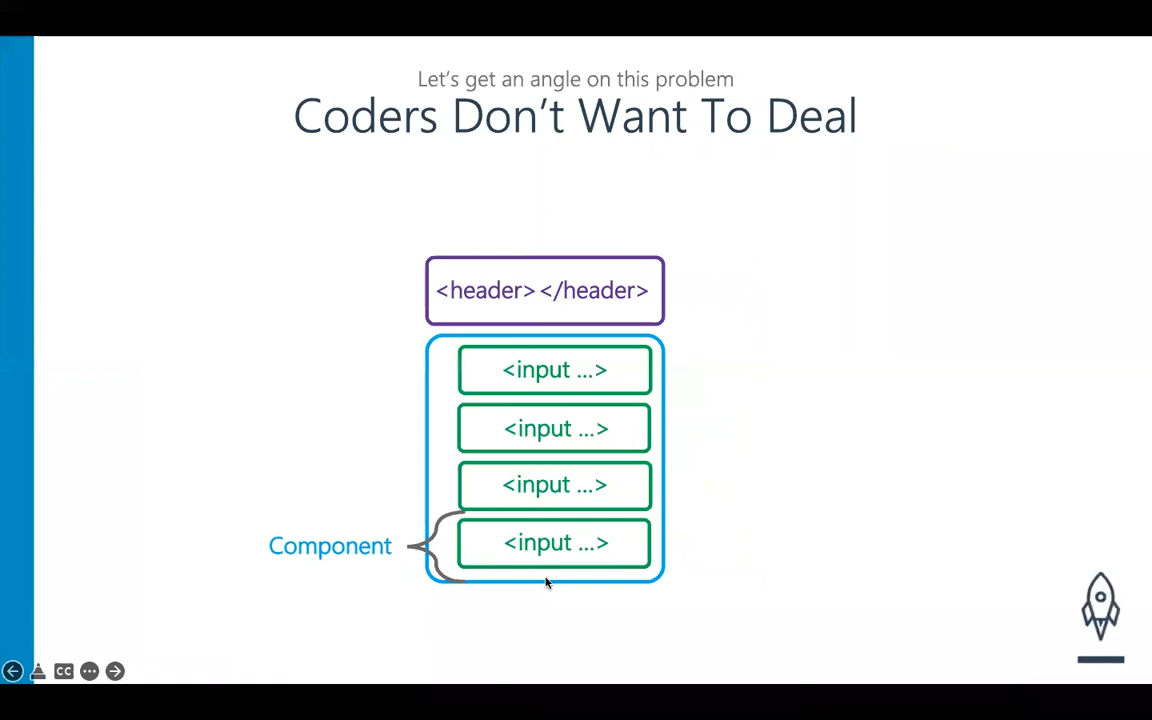 Let's get an angle on this problem
Coders Don't Want To Deal
<header></header>
<input ...>
<input ...>
<input ...>
<input ...>
Component
CC